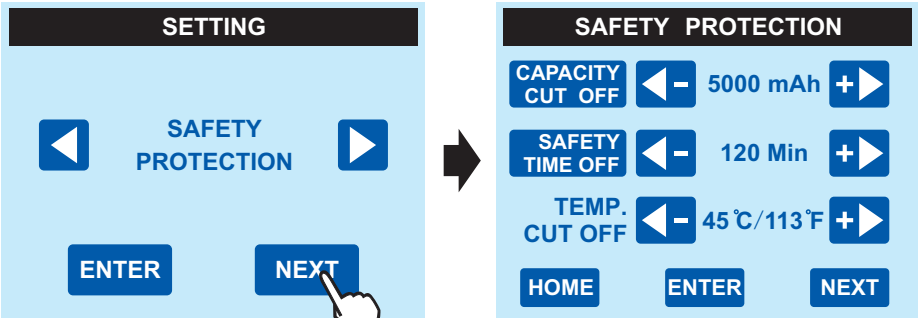 SETTING
SAFETY
PROTECTION
ENTER
NEXT
SAFETY PROTECTION
CAPACITY
CUT OFF
- 5000 mAh +
SAFETY
TIME OFF
- 120 Min +
TEMP.
CUT OFF
- 45℃/113℉ +
HOME
ENTER
NEXT